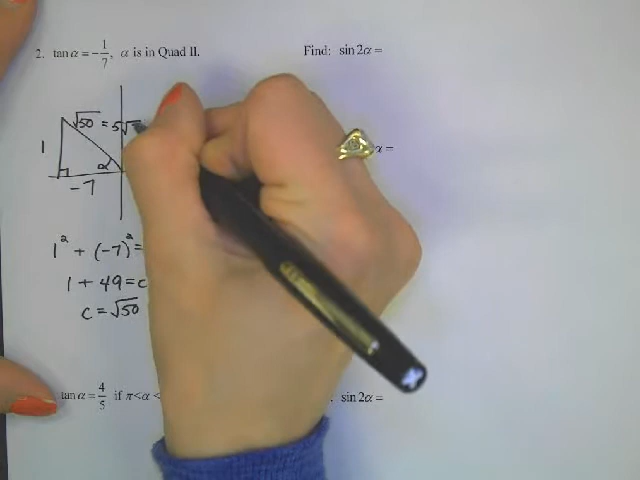 2. tan α = -1/7, α is in Quad II. Find: sin 2α =
√50 = 5√
1
α
-7
α =
1² + (-7)² =
1 + 49 = c
c = √50
tan α = 4/5 if π < α < sin 2α =